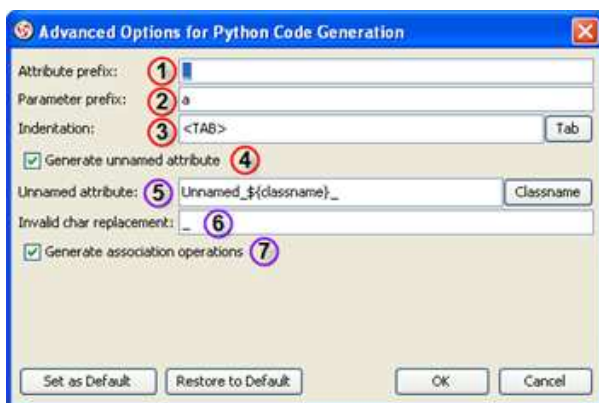 Advanced Options for Python Code Generation
Attribute prefix: 1 _
Parameter prefix: 2 a
Indentation: 3 <TAB> Tab
Generate unnamed attribute 4
Unnamed attribute: 5 Unnamed_${classname}_ Classname
Invalid char replacement: _ 6
Generate association operations 7
Set as Default Restore to Default OK Cancel